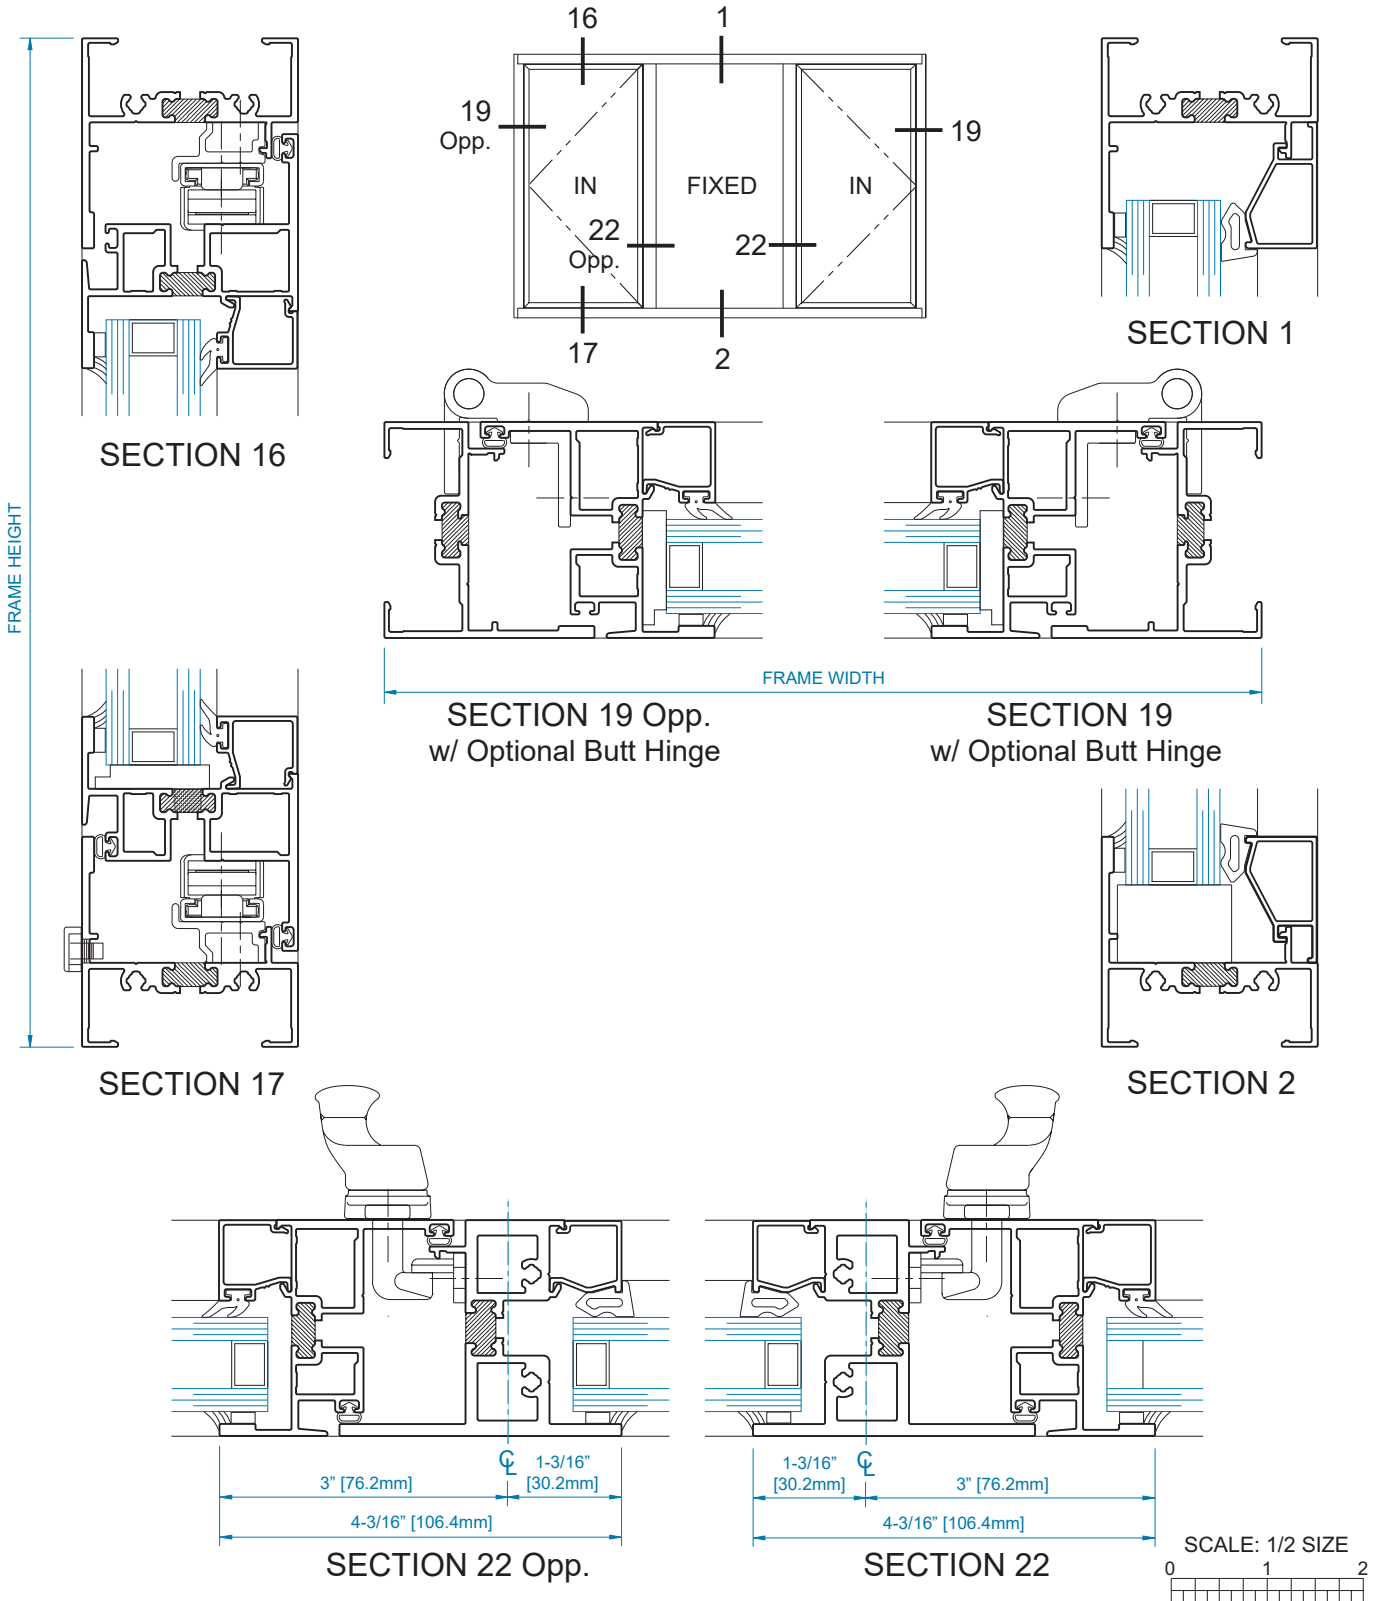 16
1
19
Opp.
19
IN
FIXED
IN
22
Opp.
22
17
2
SECTION 1
SECTION 16
FRAME HEIGHT
FRAME WIDTH
SECTION 19 Opp.
w/ Optional Butt Hinge
SECTION 19
w/ Optional Butt Hinge
SECTION 17
SECTION 2
℄
1-3/16”
[30.2mm]
3” [76.2mm]
4-3/16” [106.4mm]
SECTION 22 Opp.
1-3/16”
[30.2mm]
℄
3” [76.2mm]
4-3/16” [106.4mm]
SECTION 22
SCALE: 1/2 SIZE
0 1 2